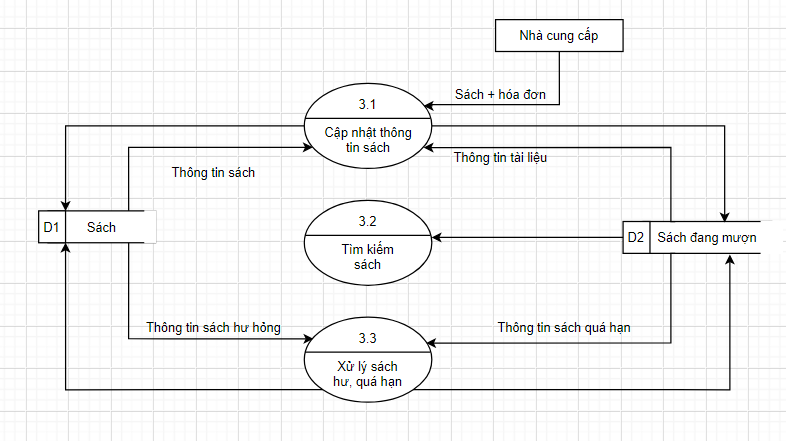 Nhà cung cấp
Sách + hóa đơn
3.1
Cập nhật thông
tin sách
Thông tin sách
Thông tin tài liệu
D1
Sách
3.2
Tìm kiếm
sách
D2
Sách đang mượn
Thông tin sách hư hỏng
Thông tin sách quá hạn
3.3
Xử lý sách
hư, quá hạn